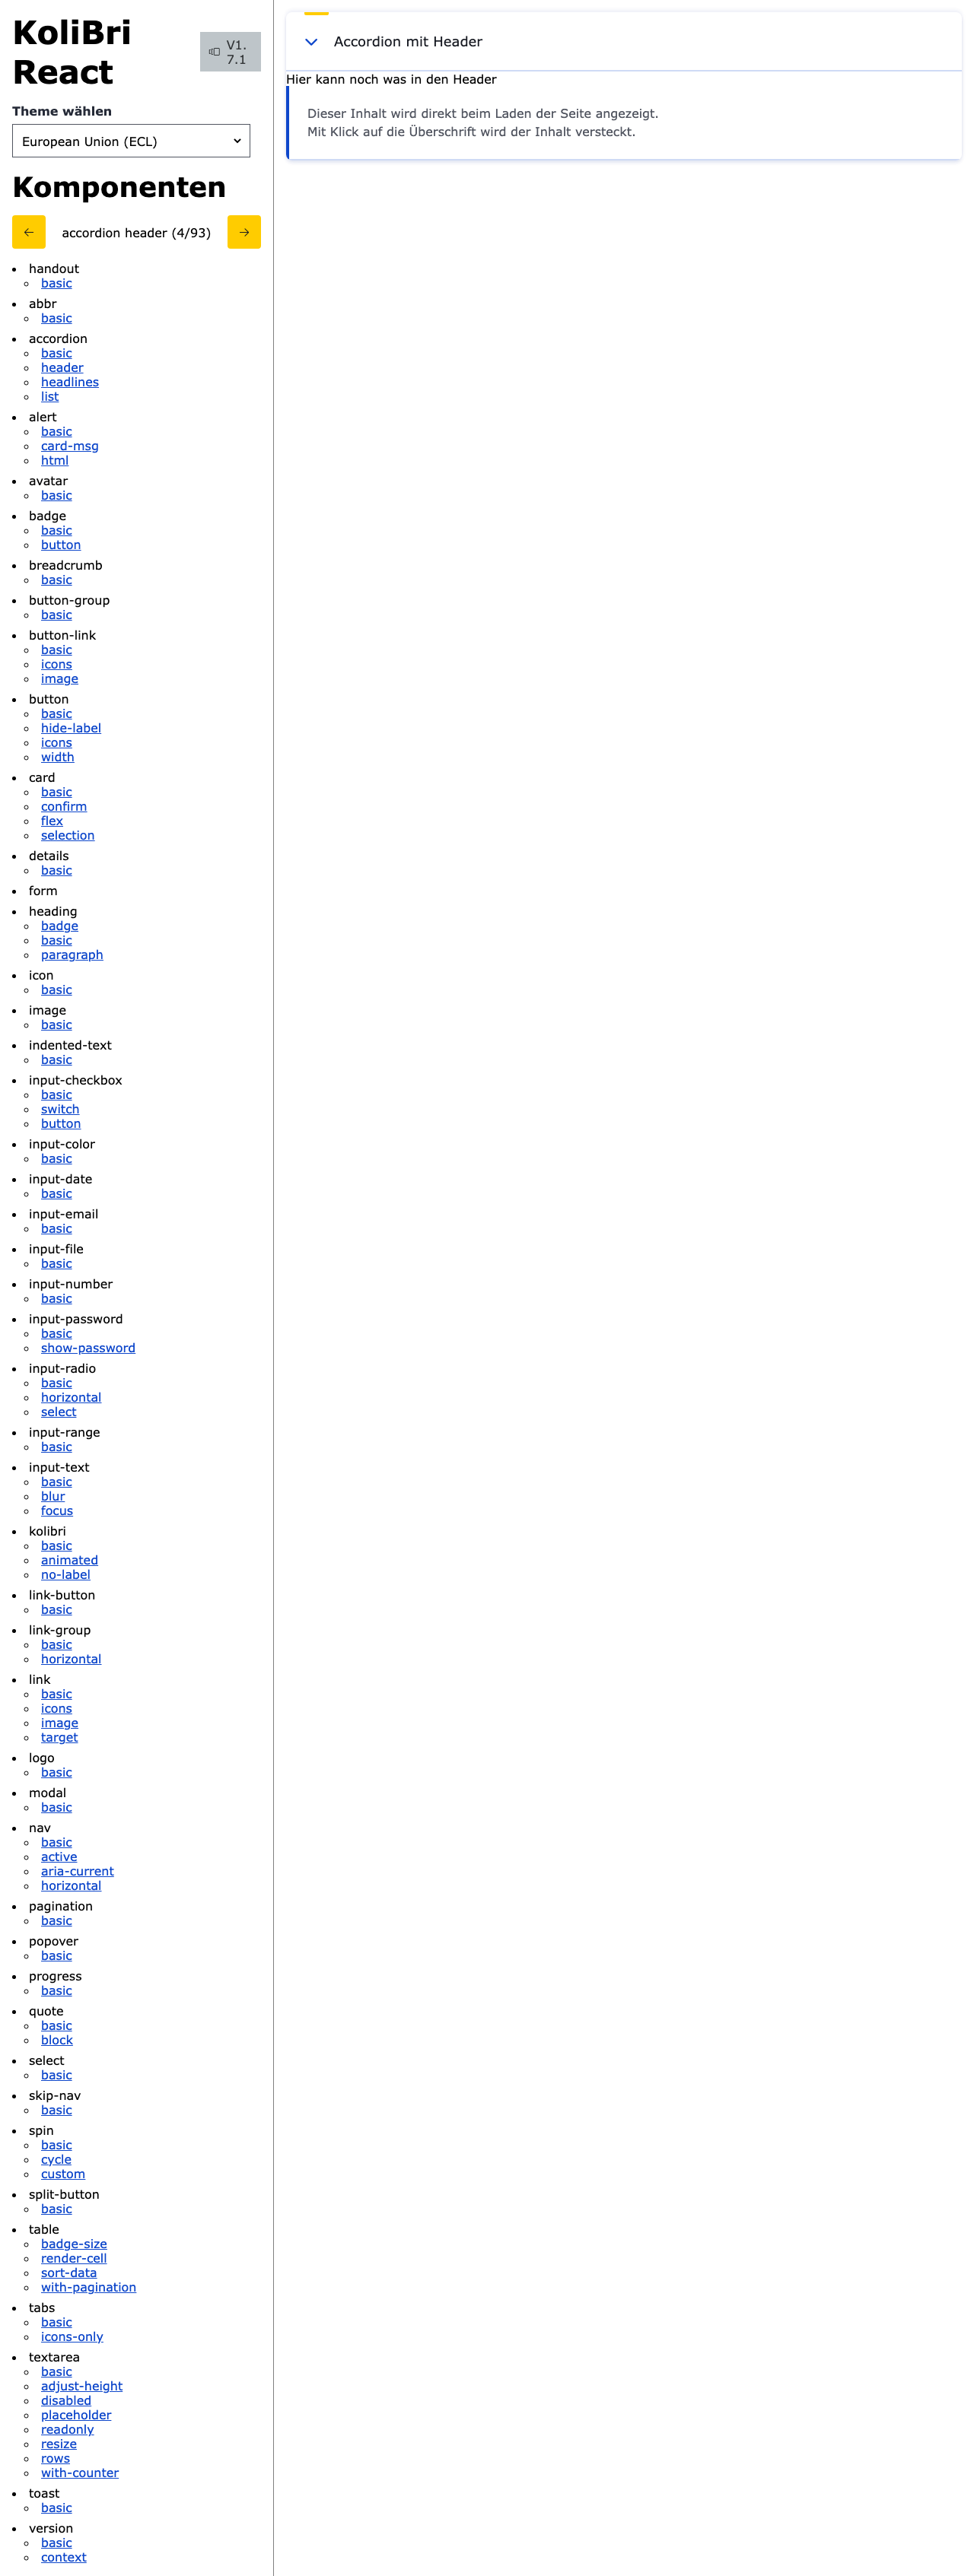 KoliBri
React
V1.
7.1
Theme wählen
European Union (ECL)
Komponenten
accordion header (4/93)
handout
basic
abbr
basic
accordion
basic
header
headlines
list
alert
basic
card-msg
html
avatar
basic
badge
basic
button
breadcrumb
basic
button-group
basic
button-link
basic
icons
image
button
basic
hide-label
icons
width
card
basic
confirm
flex
selection
details
basic
form
heading
badge
basic
paragraph
icon
basic
image
basic
indented-text
basic
input-checkbox
basic
switch
button
input-color
basic
input-date
basic
input-email
basic
input-file
basic
input-number
basic
input-password
basic
show-password
input-radio
basic
horizontal
select
input-range
basic
input-text
basic
blur
focus
kolibri
basic
animated
no-label
link-button
basic
link-group
basic
horizontal
link
basic
icons
image
target
logo
basic
modal
basic
nav
basic
active
aria-current
horizontal
pagination
basic
popover
basic
progress
basic
quote
basic
block
select
basic
skip-nav
basic
spin
basic
cycle
custom
split-button
basic
table
badge-size
render-cell
sort-data
with-pagination
tabs
basic
icons-only
textarea
basic
adjust-height
disabled
placeholder
readonly
resize
rows
with-counter
toast
basic
version
basic
context
Accordion mit Header
Hier kann noch was in den Header
Dieser Inhalt wird direkt beim Laden der Seite angezeigt.
Mit Klick auf die Überschrift wird der Inhalt versteckt.